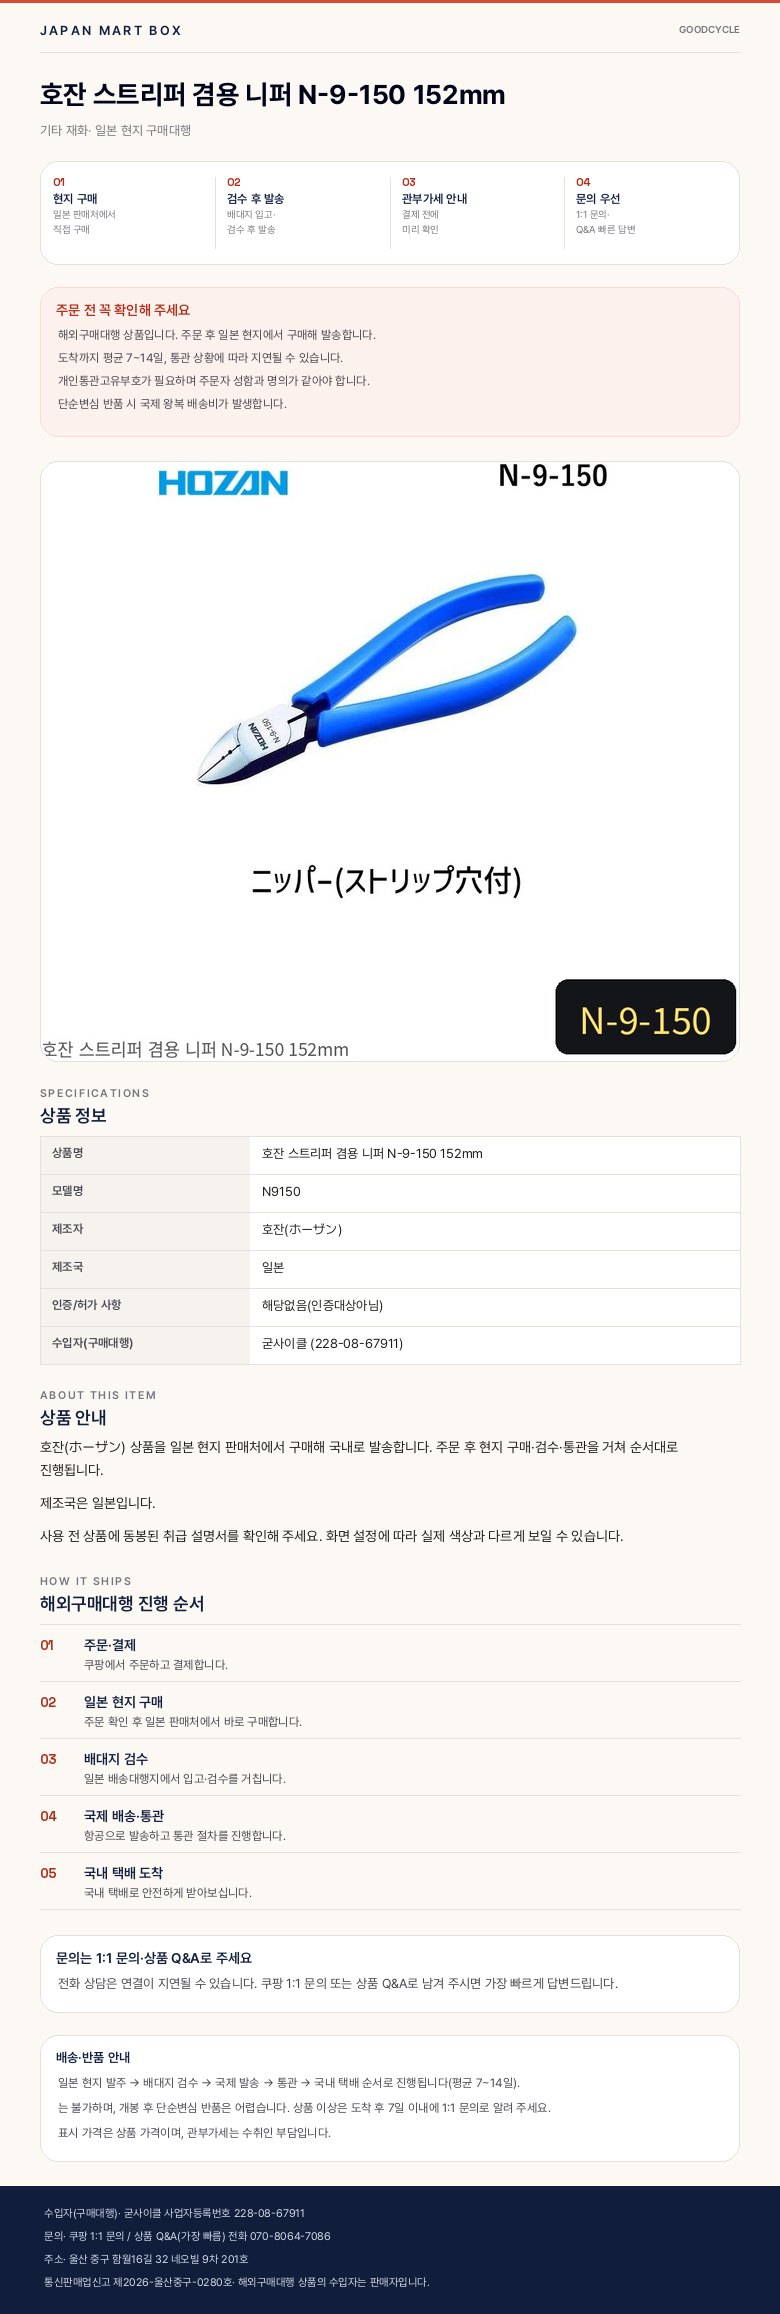 JAPAN MART BOX
GOODCYCLE
호잔 스트리퍼 겸용 니퍼 N-9-150 152mm
기타 재화· 일본 현지 구매대행
01
현지 구매
일본 판매처에서
직접 구매
02
검수 후 발송
배대지 입고·
검수 후 발송
03
관부가세 안내
결제 전에
미리 확인
04
문의 우선
1:1 문의·
Q&A 빠른 답변
주문 전 꼭 확인해 주세요
해외구매대행 상품입니다. 주문 후 일본 현지에서 구매해 발송합니다.
도착까지 평균 7~14일, 통관 상황에 따라 지연될 수 있습니다.
개인통관고유부호가 필요하며 주문자 성함과 명의가 같아야 합니다.
단순변심 반품 시 국제 왕복 배송비가 발생합니다.
HOZAN
N-9-150
HOZAN
N-9-150
ニッパー(ストリップ穴付)
N-9-150
호잔 스트리퍼 겸용 니퍼 N-9-150 152mm
SPECIFICATIONS
상품 정보
상품명 호잔 스트리퍼 겸용 니퍼 N-9-150 152mm
모델명 N9150
제조자 호잔(ホーザン)
제조국 일본
인증/허가 사항 해당없음(인증대상아님)
수입자(구매대행) 굳사이클 (228-08-67911)
ABOUT THIS ITEM
상품 안내
호잔(ホーザン) 상품을 일본 현지 판매처에서 구매해 국내로 발송합니다. 주문 후 현지 구매·검수·통관을 거쳐 순서대로
진행됩니다.
제조국은 일본입니다.
사용 전 상품에 동봉된 취급 설명서를 확인해 주세요. 화면 설정에 따라 실제 색상과 다르게 보일 수 있습니다.
HOW IT SHIPS
해외구매대행 진행 순서
01 주문·결제
쿠팡에서 주문하고 결제합니다.
02 일본 현지 구매
주문 확인 후 일본 판매처에서 바로 구매합니다.
03 배대지 검수
일본 배송대행지에서 입고·검수를 거칩니다.
04 국제 배송·통관
항공으로 발송하고 통관 절차를 진행합니다.
05 국내 택배 도착
국내 택배로 안전하게 받아보십니다.
문의는 1:1 문의·상품 Q&A로 주세요
전화 상담은 연결이 지연될 수 있습니다. 쿠팡 1:1 문의 또는 상품 Q&A로 남겨 주시면 가장 빠르게 답변드립니다.
배송·반품 안내
일본 현지 발주 → 배대지 검수 → 국제 발송 → 통관 → 국내 택배 순서로 진행됩니다(평균 7~14일).
는 불가하며, 개봉 후 단순변심 반품은 어렵습니다. 상품 이상은 도착 후 7일 이내에 1:1 문의로 알려 주세요.
표시 가격은 상품 가격이며, 관부가세는 수취인 부담입니다.
수입자(구매대행)· 굳사이클 사업자등록번호 228-08-67911
문의· 쿠팡 1:1 문의 / 상품 Q&A(가장 빠름) 전화 070-8064-7086
주소· 울산 중구 함월16길 32 네오빌 9차 201호
통신판매업신고 제2026-울산중구-0280호· 해외구매대행 상품의 수입자는 판매자입니다.